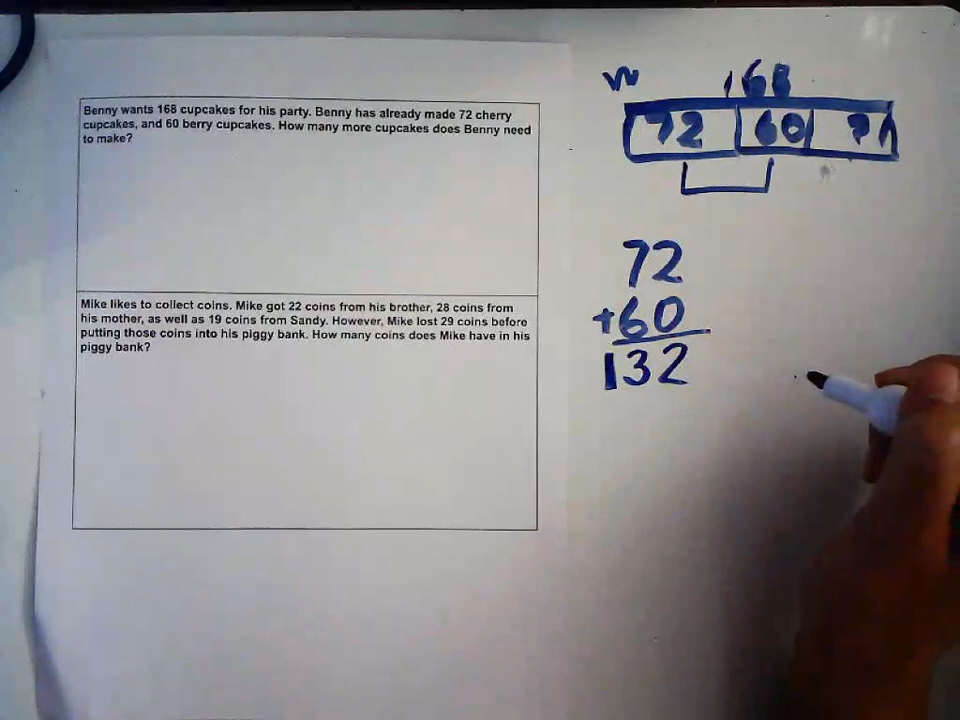 Benny wants 168 cupcakes for his party. Benny has already made 72 cherry
cupcakes, and 60 berry cupcakes. How many more cupcakes does Benny need
to make?
Mike likes to collect coins. Mike got 22 coins from his brother, 28 coins from
his mother, as well as 19 coins from Sandy. However, Mike lost 29 coins before
putting those coins into his piggy bank. How many coins does Mike have in his
piggy bank?
W
168
72 60 ?
72
+60
132